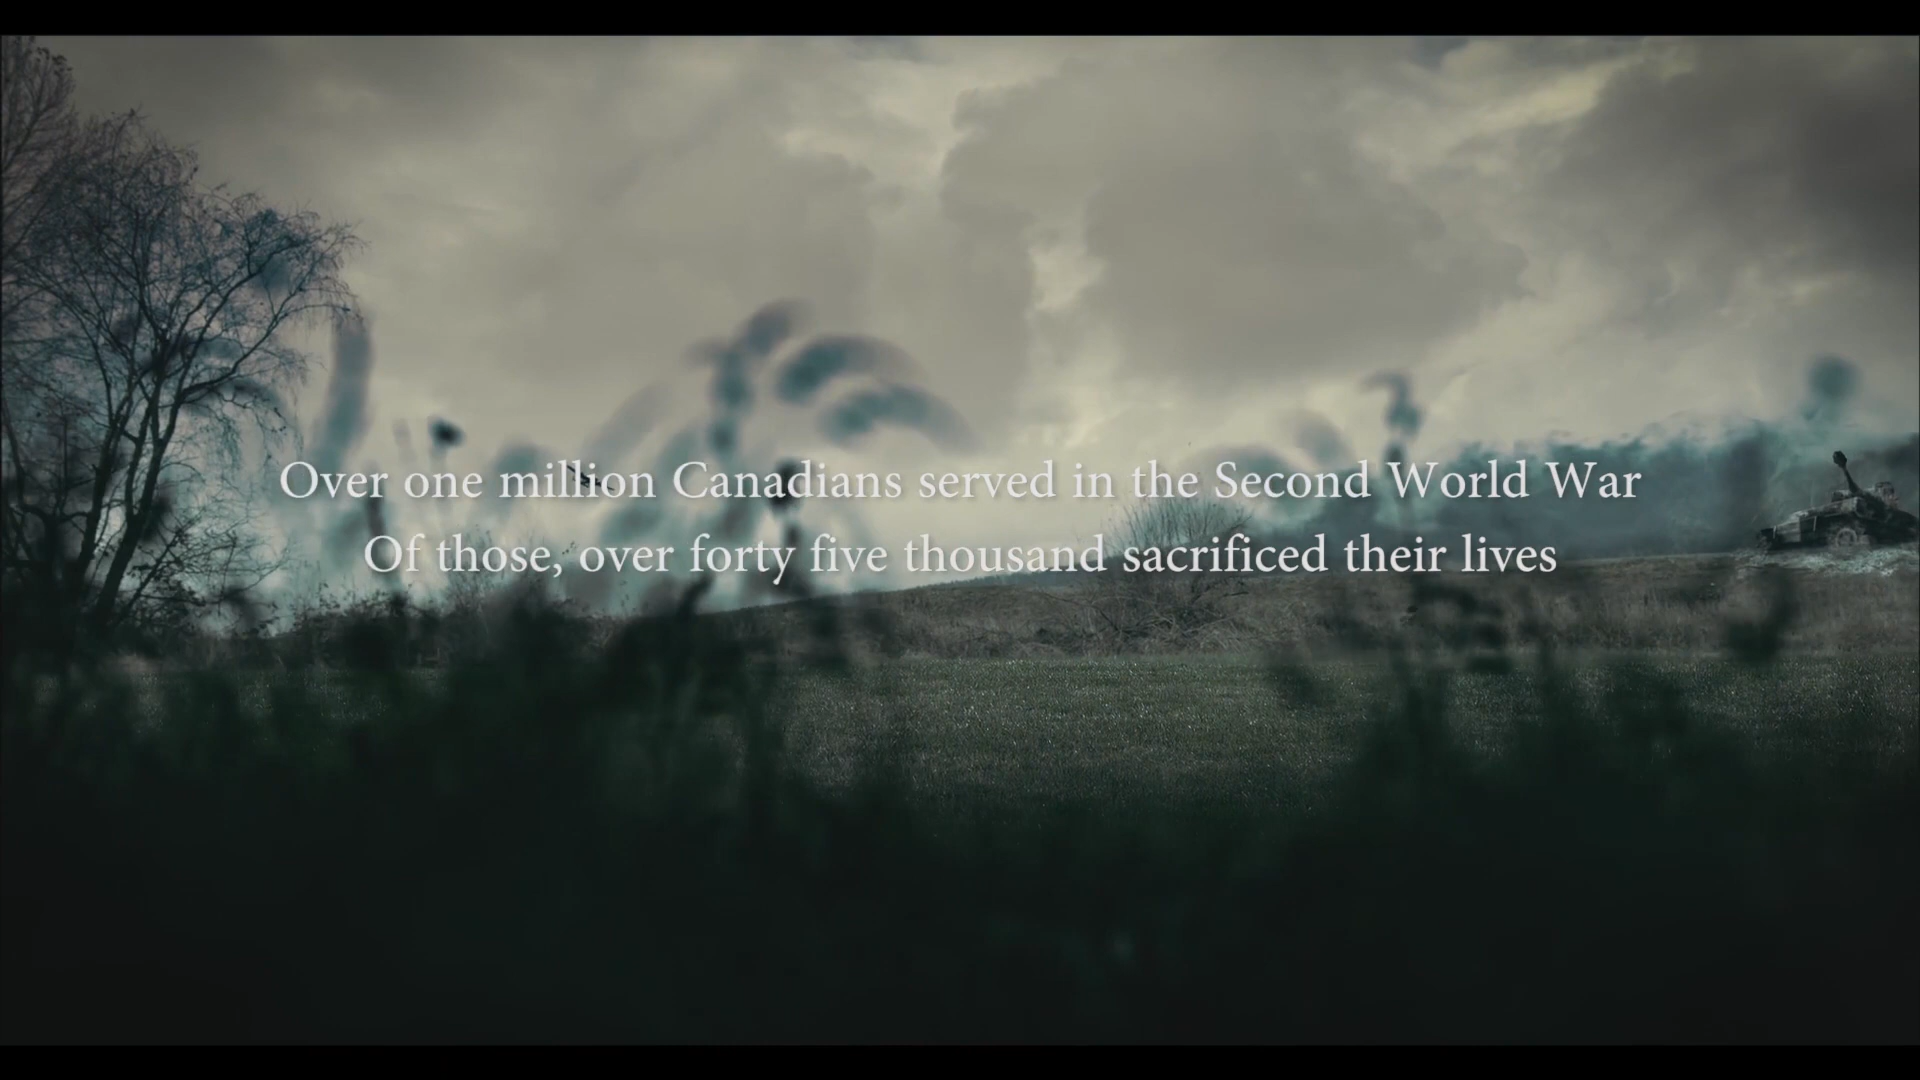 Over one million Canadians served in the Second World War
Of those, over forty five thousand sacrificed their lives